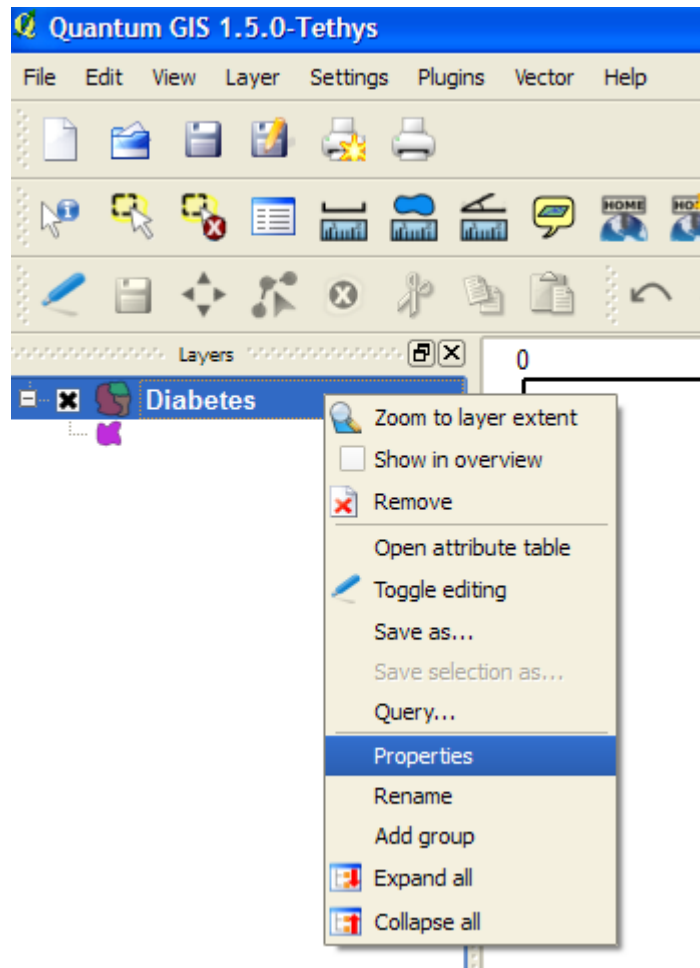 Quantum GIS 1.5.0-Tethys
File Edit View Layer Settings Plugins Vector Help
HOME
Layers
0
Diabetes
Zoom to layer extent
Show in overview
Remove
Open attribute table
Toggle editing
Save as...
Save selection as...
Query...
Properties
Rename
Add group
Expand all
Collapse all